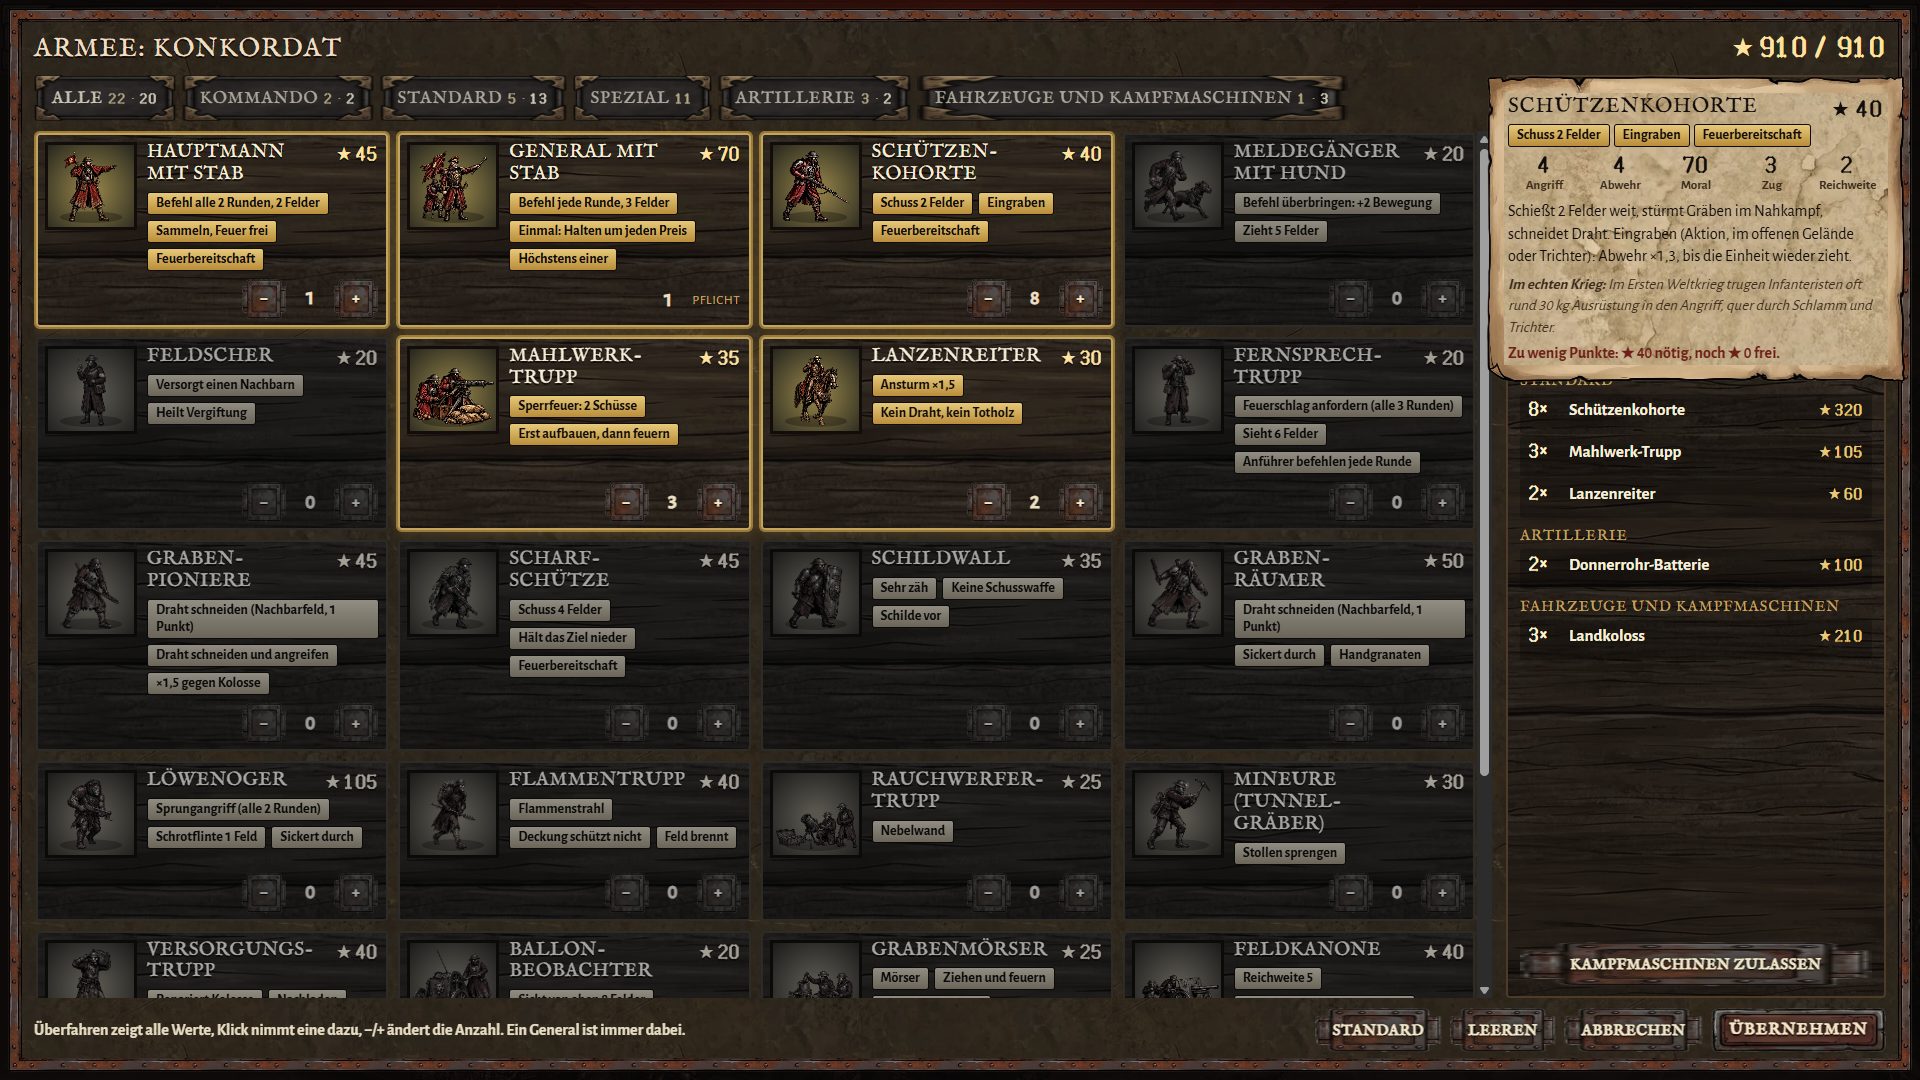 ARMEE: KONKORDAT
★ 910 / 910
ALLE 22 · 20
KOMMANDO 2 · 2
STANDARD 5 · 13
SPEZIAL 11
ARTILLERIE 3 · 2
FAHRZEUGE UND KAMPFMASCHINEN 1 · 3
HAUPTMANN
MIT STAB
★ 45
Befehl alle 2 Runden, 2 Felder
Sammeln, Feuer frei
Feuerbereitschaft
− 1 +
GENERAL MIT
STAB
★ 70
Befehl jede Runde, 3 Felder
Einmal: Halten um jeden Preis
Höchstens einer
1 PFLICHT
SCHÜTZEN-
KOHORTE
★ 40
Schuss 2 Felder
Eingraben
Feuerbereitschaft
− 8 +
MELDEGÄNGER
MIT HUND
★ 20
Befehl überbringen: +2 Bewegung
Zieht 5 Felder
− 0 +
FELDSCHER
★ 20
Versorgt einen Nachbarn
Heilt Vergiftung
− 0 +
MAHLWERK-
TRUPP
★ 35
Sperrfeuer: 2 Schüsse
Erst aufbauen, dann feuern
− 3 +
LANZENREITER
★ 30
Ansturm ×1,5
Kein Draht, kein Totholz
− 2 +
FERNSPRECH-
TRUPP
★ 20
Feuerschlag anfordern (alle 3 Runden)
Sieht 6 Felder
Anführer befehlen jede Runde
− 0 +
GRABEN-
PIONIERE
★ 45
Draht schneiden (Nachbarfeld, 1
Punkt)
Draht schneiden und angreifen
×1,5 gegen Kolosse
− 0 +
SCHARF-
SCHÜTZE
★ 45
Schuss 4 Felder
Hält das Ziel nieder
Feuerbereitschaft
− 0 +
SCHILDWALL
★ 35
Sehr zäh
Keine Schusswaffe
Schilde vor
− 0 +
GRABEN-
RÄUMER
★ 50
Draht schneiden (Nachbarfeld, 1
Punkt)
Sickert durch
Handgranaten
− 0 +
LÖWENOGER
★ 105
Sprungangriff (alle 2 Runden)
Schrotflinte 1 Feld
Sickert durch
− 0 +
FLAMMENTRUPP
★ 40
Flammenstrahl
Deckung schützt nicht
Feld brennt
− 0 +
RAUCHWERFER-
TRUPP
★ 25
Nebelwand
− 0 +
MINEURE
(TUNNEL-
GRÄBER)
★ 30
Stollen sprengen
− 0 +
VERSORGUNGS-
TRUPP
★ 40
Repariert Kolosse
Nachladen
BALLON-
BEOBACHTER
★ 20
GRABENMÖRSER
★ 25
Mörser
Ziehen und feuern
FELDKANONE
★ 40
Reichweite 5
SCHÜTZENKOHORTE
★ 40
Schuss 2 Felder
Eingraben
Feuerbereitschaft
4 4 70 3 2
Angriff Abwehr Moral Zug Reichweite
Schießt 2 Felder weit, stürmt Gräben im Nahkampf,
schneidet Draht. Eingraben (Aktion, im offenen Gelände
oder Trichter): Abwehr ×1,3, bis die Einheit wieder zieht.
Im echten Krieg: Im Ersten Weltkrieg trugen Infanteristen oft
rund 30 kg Ausrüstung in den Angriff, quer durch Schlamm und
Trichter.
Zu wenig Punkte: ★ 40 nötig, noch ★ 0 frei.
STANDARD
8× Schützenkohorte ★ 320
3× Mahlwerk-Trupp ★ 105
2× Lanzenreiter ★ 60
ARTILLERIE
2× Donnerrohr-Batterie ★ 100
FAHRZEUGE UND KAMPFMASCHINEN
3× Landkoloss ★ 210
KAMPFMASCHINEN ZULASSEN
Überfahren zeigt alle Werte, Klick nimmt eine dazu, −/+ ändert die Anzahl. Ein General ist immer dabei.
STANDARD
LEEREN
ABBRECHEN
ÜBERNEHMEN